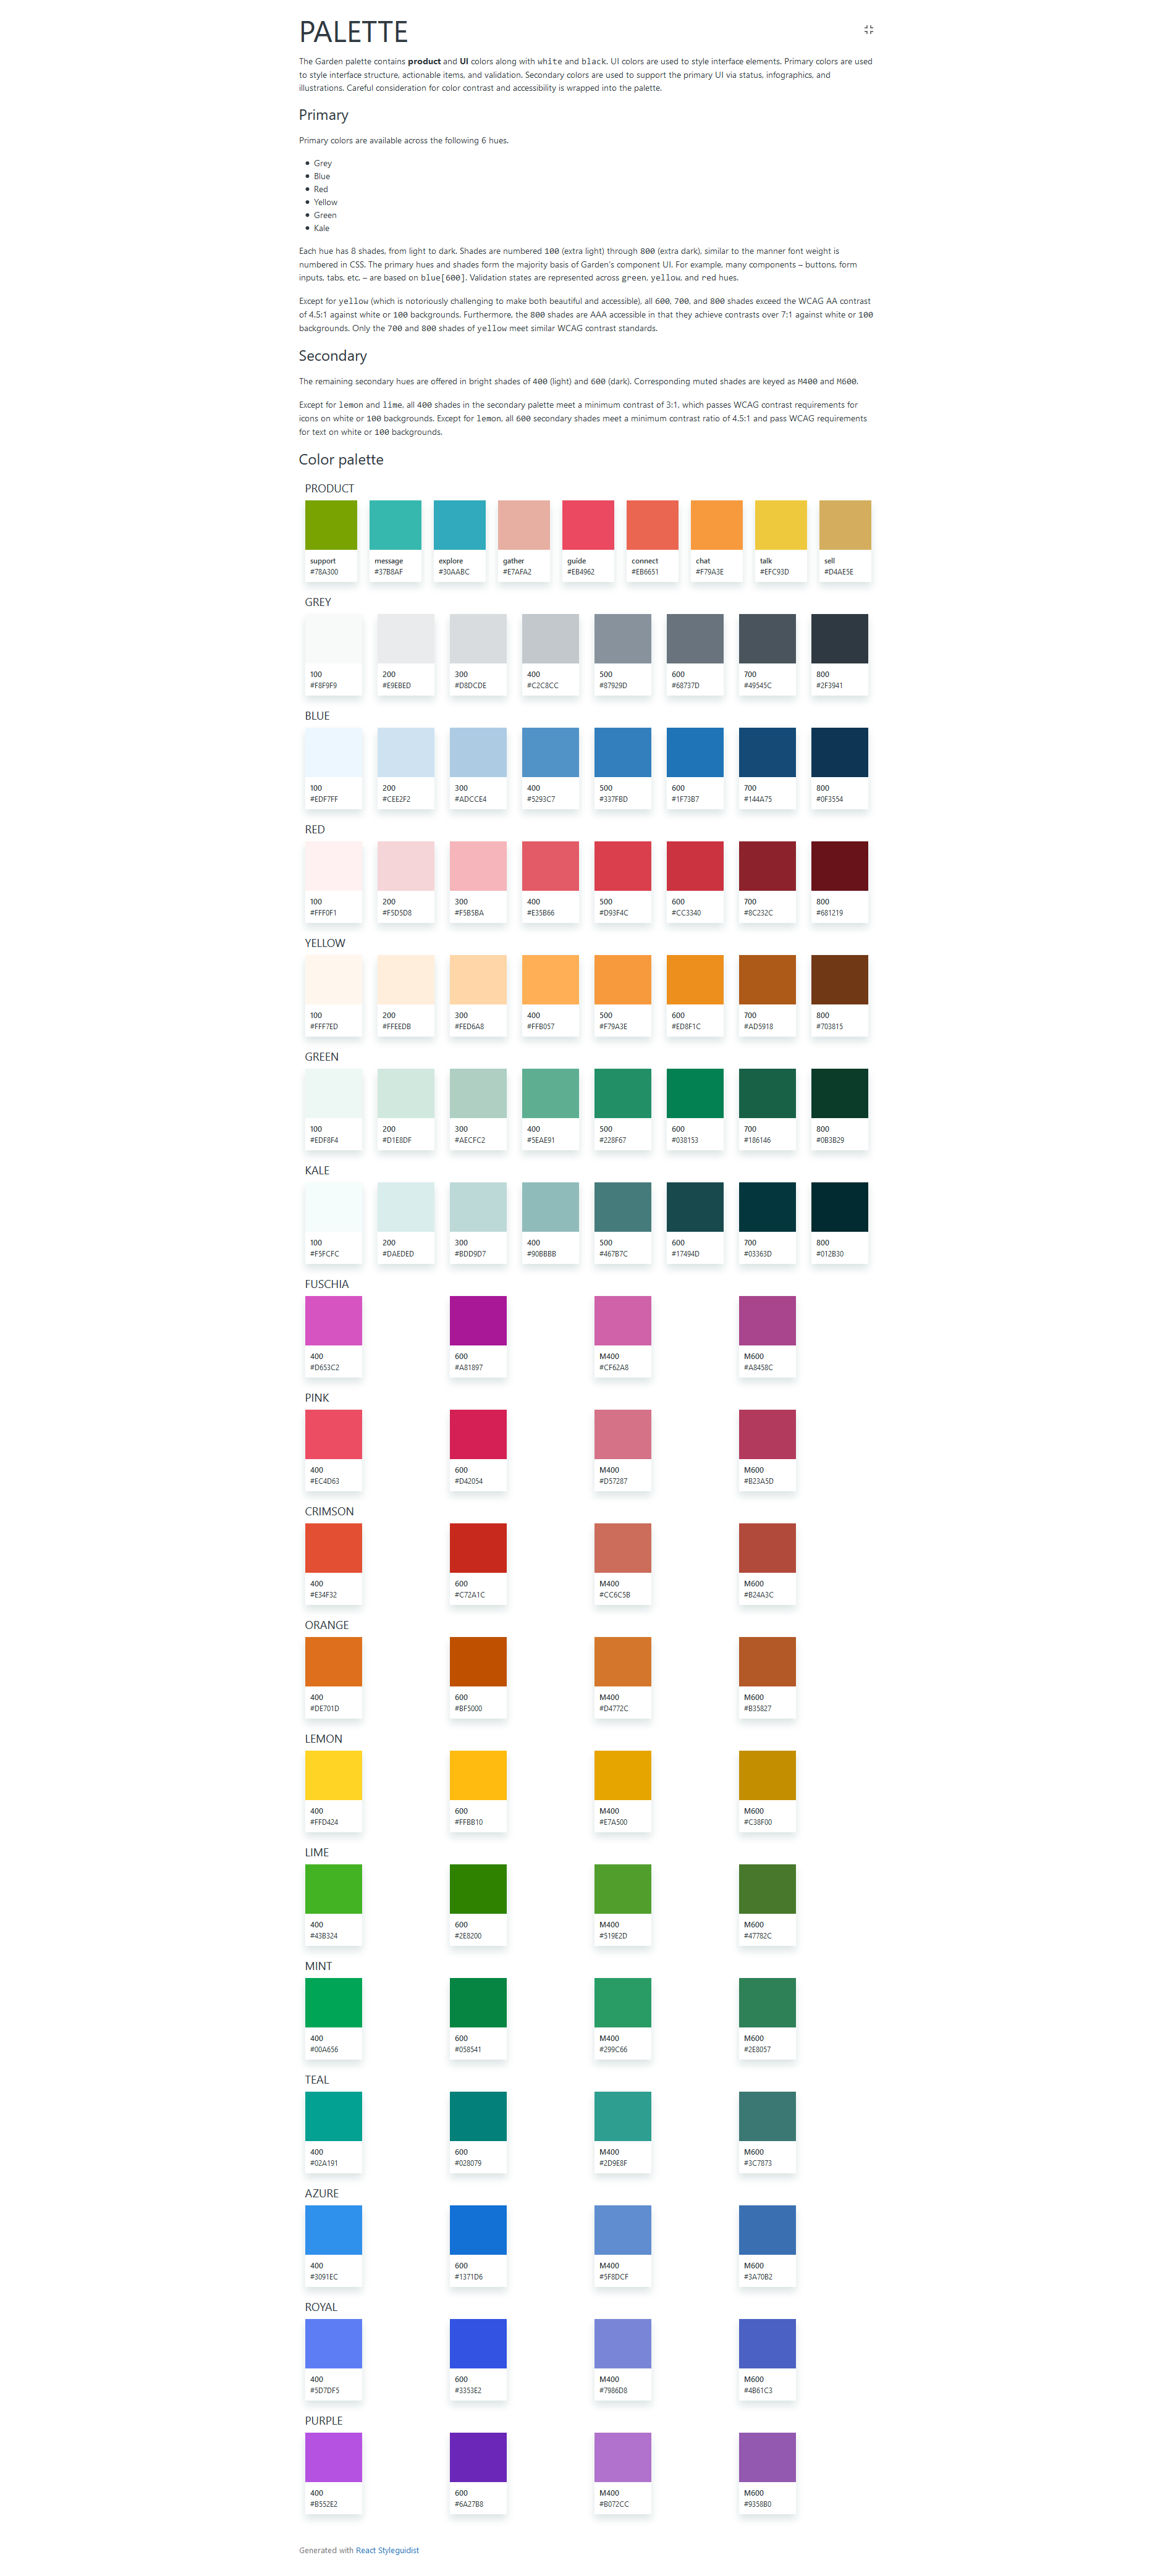 PALETTE
The Garden palette contains product and UI colors along with white and black. UI colors are used to style interface elements. Primary colors are used
to style interface structure, actionable items, and validation. Secondary colors are used to support the primary UI via status, infographics, and
illustrations. Careful consideration for color contrast and accessibility is wrapped into the palette.
Primary
Primary colors are available across the following 6 hues.
Grey
Blue
Red
Yellow
Green
Kale
Each hue has 8 shades, from light to dark. Shades are numbered 100 (extra light) through 800 (extra dark), similar to the manner font weight is
numbered in CSS. The primary hues and shades form the majority basis of Garden's component UI. For example, many components – buttons, form
inputs, tabs, etc. – are based on blue[600]. Validation states are represented across green, yellow, and red hues.
Except for yellow (which is notoriously challenging to make both beautiful and accessible), all 600, 700, and 800 shades exceed the WCAG AA contrast
of 4.5:1 against white or 100 backgrounds. Furthermore, the 800 shades are AAA accessible in that they achieve contrasts over 7:1 against white or 100
backgrounds. Only the 700 and 800 shades of yellow meet similar WCAG contrast standards.
Secondary
The remaining secondary hues are offered in bright shades of 400 (light) and 600 (dark). Corresponding muted shades are keyed as M400 and M600.
Except for lemon and lime, all 400 shades in the secondary palette meet a minimum contrast of 3:1, which passes WCAG contrast requirements for
icons on white or 100 backgrounds. Except for lemon, all 600 secondary shades meet a minimum contrast ratio of 4.5:1 and pass WCAG requirements
for text on white or 100 backgrounds.
Color palette
PRODUCT
support message explore gather guide connect chat talk sell
#78A300 #37B8AF #30AABC #E7AFA2 #EB4962 #EB6651 #F79A3E #EFC93D #D4AE5E
GREY
100 200 300 400 500 600 700 800
#F8F9F9 #E9EBED #D8DCDE #C2C8CC #87929D #68737D #49545C #2F3941
BLUE
100 200 300 400 500 600 700 800
#EDF7FF #CEE2F2 #ADCCE4 #5293C7 #337FBD #1F73B7 #144A75 #0F3554
RED
100 200 300 400 500 600 700 800
#FFF0F1 #F5D5D8 #F5B5BA #E35B66 #D93F4C #CC3340 #8C232C #681219
YELLOW
100 200 300 400 500 600 700 800
#FFF7ED #FFEEDB #FED6A8 #FFB057 #F79A3E #ED8F1C #AD5918 #703815
GREEN
100 200 300 400 500 600 700 800
#EDF8F4 #D1E8DF #AECFC2 #5EAE91 #228F67 #038153 #186146 #0B3B29
KALE
100 200 300 400 500 600 700 800
#F5FCFC #DAEDED #BDD9D7 #90BBBB #467B7C #17494D #03363D #012B30
FUSCHIA
400 600 M400 M600
#D653C2 #A81897 #CF62A8 #A8458C
PINK
400 600 M400 M600
#EC4D63 #D42054 #D57287 #B23A5D
CRIMSON
400 600 M400 M600
#E34F32 #C72A1C #CC6C5B #B24A3C
ORANGE
400 600 M400 M600
#DE701D #BF5000 #D4772C #B35827
LEMON
400 600 M400 M600
#FFD424 #FFBB10 #E7A500 #C38F00
LIME
400 600 M400 M600
#43B324 #2E8200 #519E2D #47782C
MINT
400 600 M400 M600
#00A656 #058541 #299C66 #2E8057
TEAL
400 600 M400 M600
#02A191 #028079 #2D9E8F #3C7873
AZURE
400 600 M400 M600
#3091EC #1371D6 #5F8DCF #3A70B2
ROYAL
400 600 M400 M600
#5D7DF5 #3353E2 #7986D8 #4B61C3
PURPLE
400 600 M400 M600
#B552E2 #6A27B8 #B072CC #9358B0
Generated with React Styleguidist